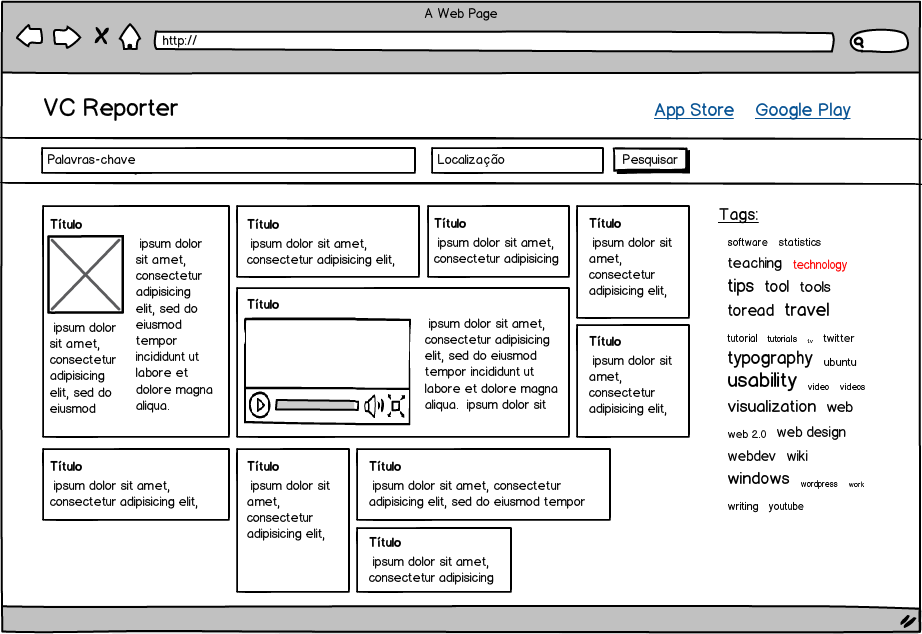 A Web Page
http://
VC Reporter
App Store Google Play
Palavras-chave
Localização
Pesquisar
Título
ipsum dolor
sit amet,
consectetur
adipisicing
elit, sed do
eiusmod
ipsum dolor
sit amet,
consectetur
adipisicing
elit, sed do
eiusmod
tempor
incididunt ut
labore et
dolore magna
aliqua.
Título
ipsum dolor sit amet,
consectetur adipisicing elit,
Título
ipsum dolor sit amet,
consectetur adipisicing
Título
ipsum dolor sit
amet,
consectetur
adipisicing elit,
Título
ipsum dolor sit amet,
consectetur adipisicing
elit, sed do eiusmod
tempor incididunt ut
labore et dolore magna
aliqua. ipsum dolor sit
Título
ipsum dolor sit
amet,
consectetur
adipisicing elit,
Título
ipsum dolor sit amet,
consectetur adipisicing elit,
Título
ipsum dolor sit
amet,
consectetur
adipisicing elit,
Título
ipsum dolor sit amet, consectetur
adipisicing elit, sed do eiusmod tempor
Título
ipsum dolor sit amet,
consectetur adipisicing
Tags:
software statistics
teaching technology
tips tool tools
toread travel
tutorial tutorials tv twitter
typography ubuntu
usability video videos
visualization web
web 2.0 web design
webdev wiki
windows wordpress work
writing youtube